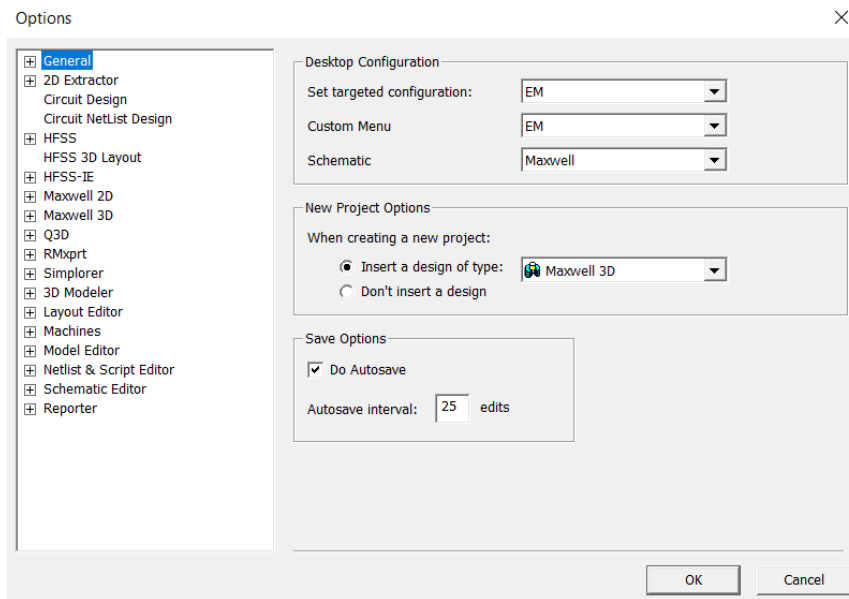 Options
General
2D Extractor
Circuit Design
Circuit NetList Design
HFSS
HFSS 3D Layout
HFSS-IE
Maxwell 2D
Maxwell 3D
Q3D
RMxprt
Simplorer
3D Modeler
Layout Editor
Machines
Model Editor
Netlist & Script Editor
Schematic Editor
Reporter
Desktop Configuration
Set targeted configuration: EM
Custom Menu EM
Schematic Maxwell
New Project Options
When creating a new project:
Insert a design of type: Maxwell 3D
Don't insert a design
Save Options
Do Autosave
Autosave interval: 25 edits
OK Cancel